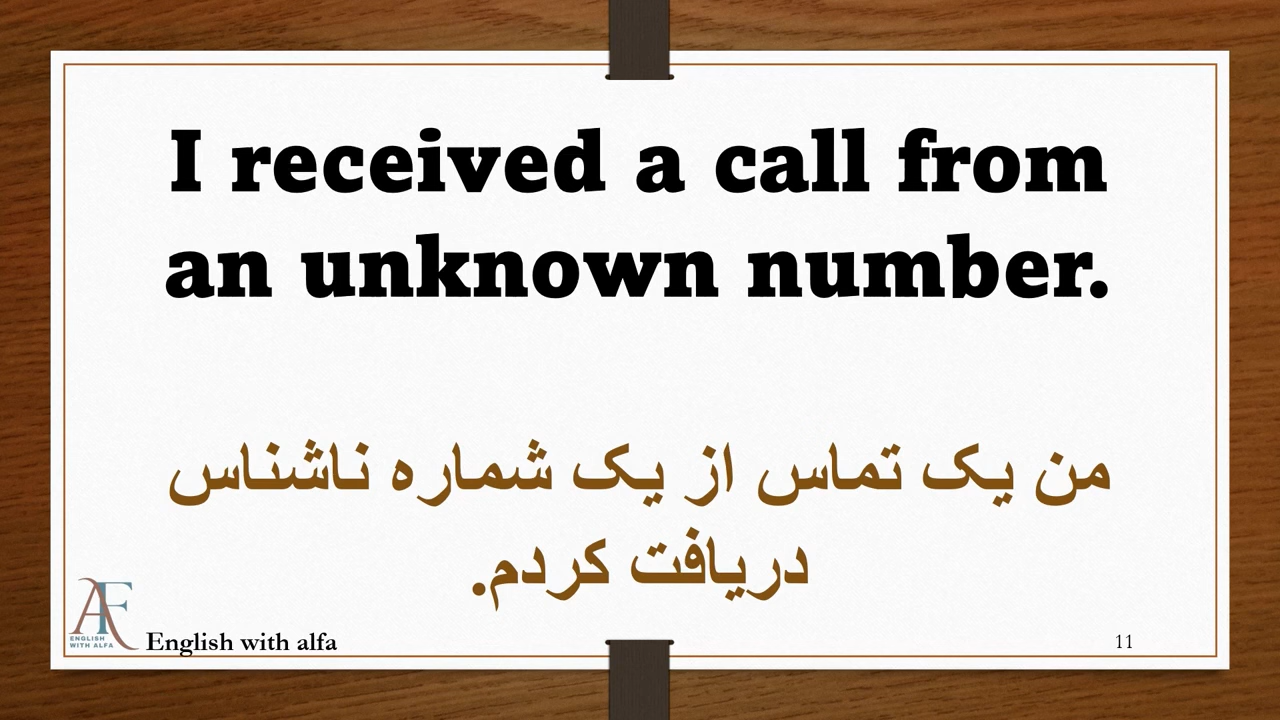 I received a call from
an unknown number.
من یک تماس از یک شماره ناشناس
دریافت کردم.
AF
ENGLISH
WITH ALFA
English with alfa
11